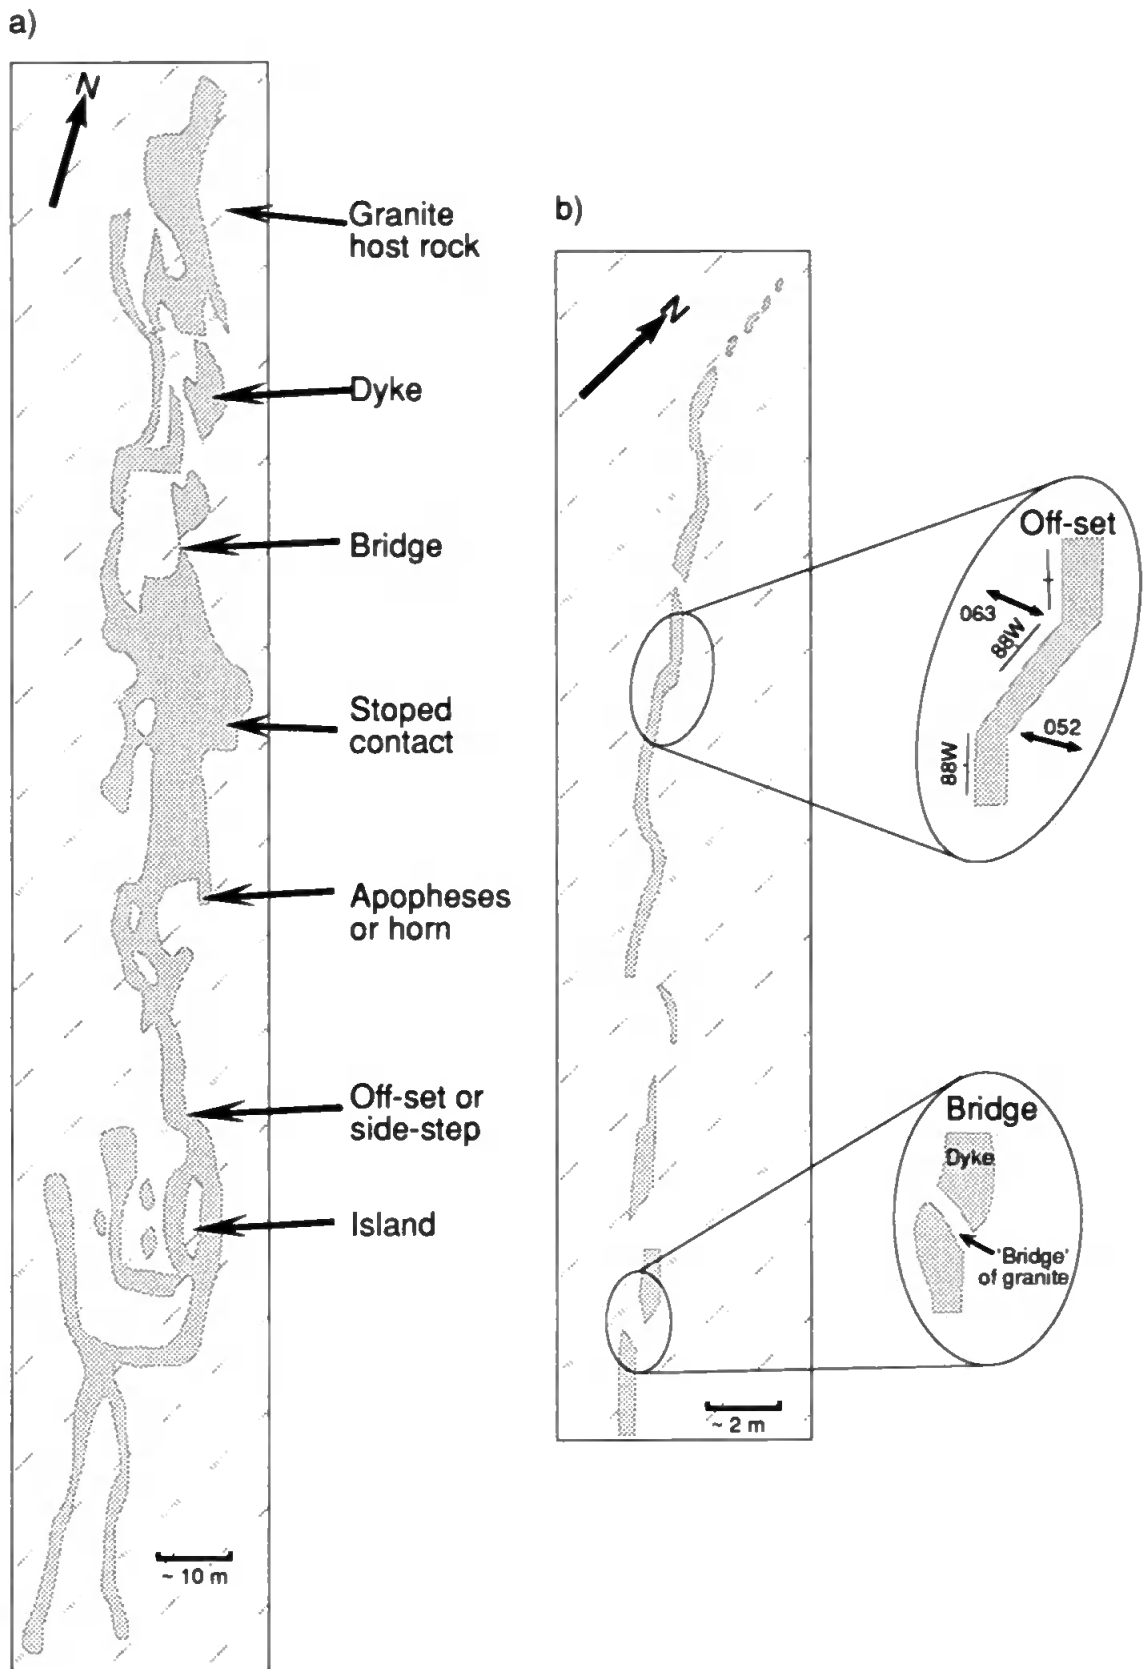 a)
N
Granite
host rock
Dyke
Bridge
Stoped
contact
Apopheses
or horn
Off-set or
side-step
Island
~ 10 m
b)
N
Off-set
063
88W
052
88W
Bridge
Dyke
'Bridge'
of granite
~ 2 m